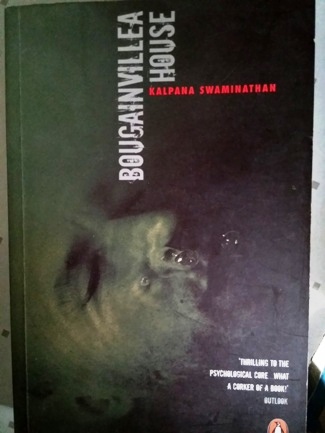 BOUGAINVILLEA
HOUSE
KALPANA SWAMINATHAN
'THRILLING TO THE
PSYCHOLOGICAL CORE WHAT
A CORKER OF A BOOK!'
OUTLOOK